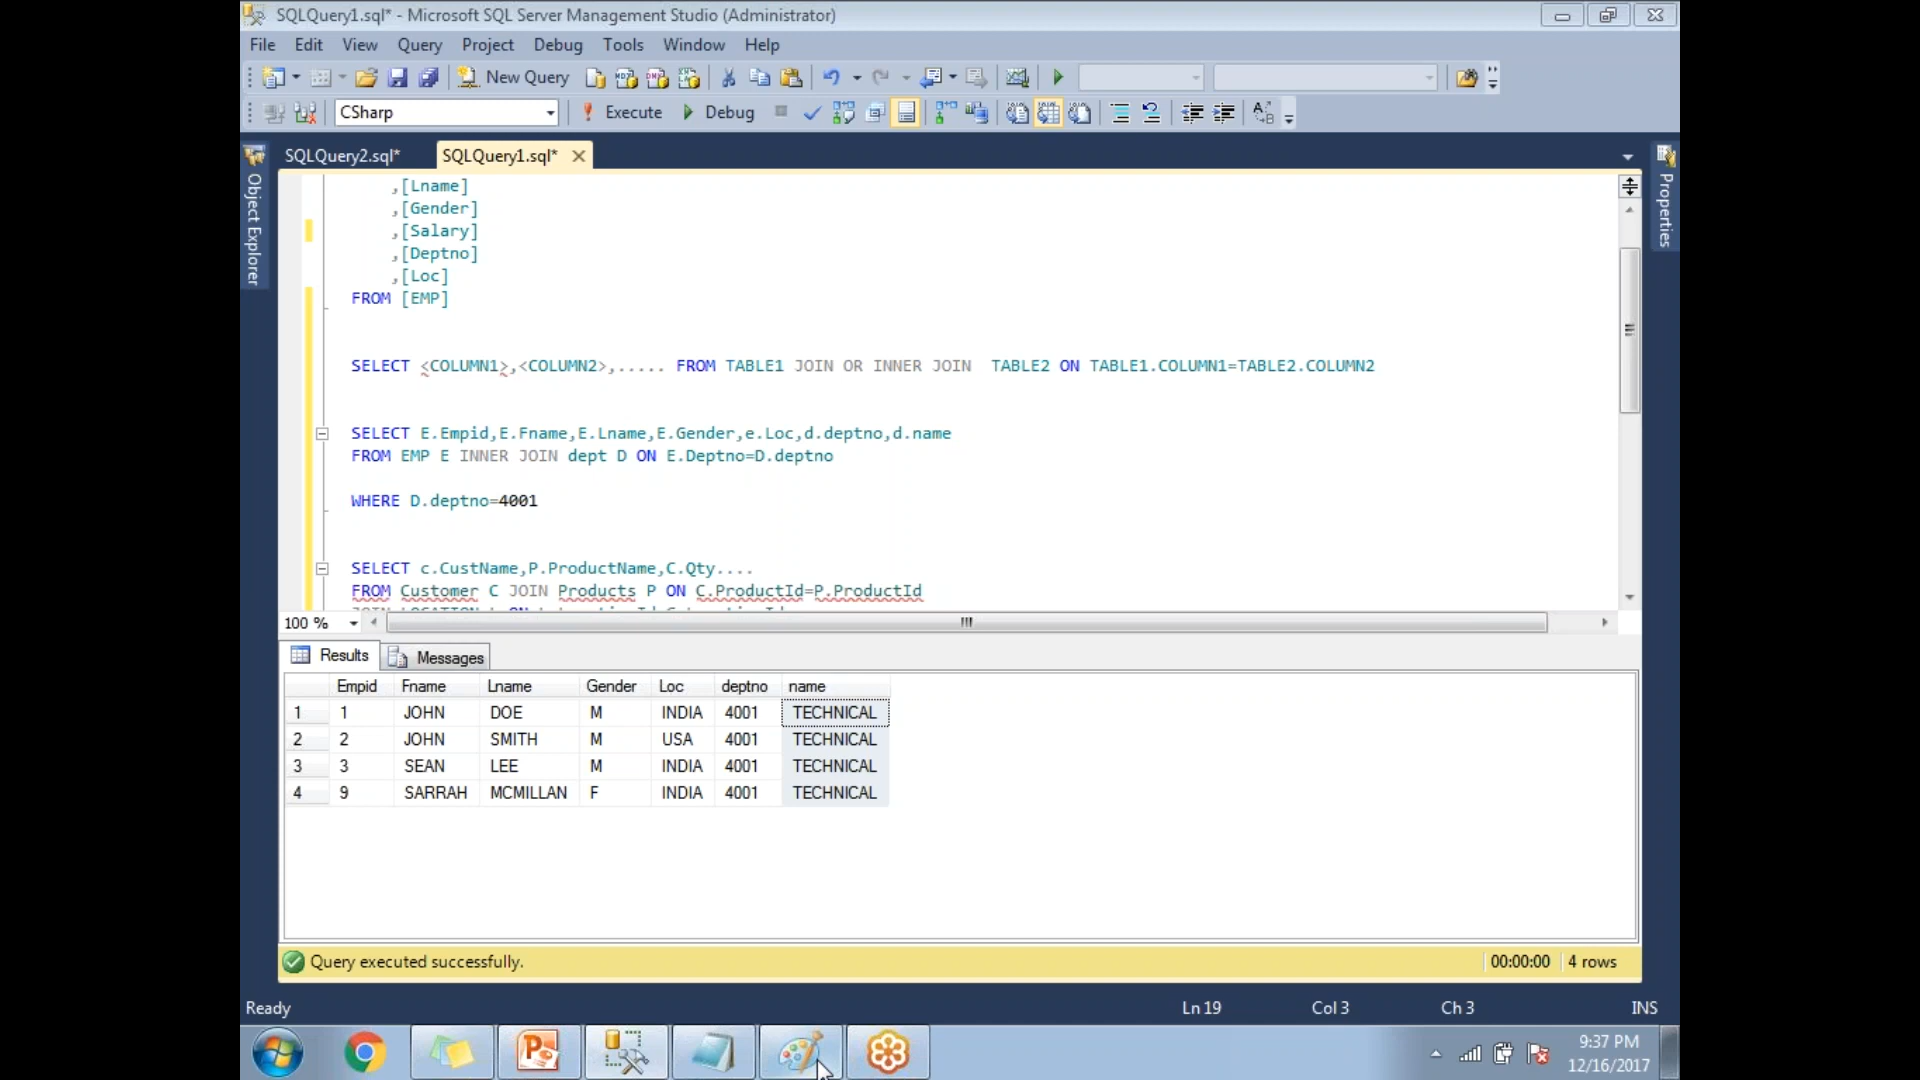 SQLQuery1.sql* - Microsoft SQL Server Management Studio (Administrator)
File Edit View Query Project Debug Tools Window Help
New Query
CSharp Execute Debug
SQLQuery2.sql* SQLQuery1.sql*
Object Explorer
Properties
,[Lname]
,[Gender]
,[Salary]
,[Deptno]
,[Loc]
FROM [EMP]
SELECT <COLUMN1>,<COLUMN2>,..... FROM TABLE1 JOIN OR INNER JOIN TABLE2 ON TABLE1.COLUMN1=TABLE2.COLUMN2
SELECT E.Empid,E.Fname,E.Lname,E.Gender,e.Loc,d.deptno,d.name
FROM EMP E INNER JOIN dept D ON E.Deptno=D.deptno
WHERE D.deptno=4001
SELECT c.CustName,P.ProductName,C.Qty....
FROM Customer C JOIN Products P ON C.ProductId=P.ProductId
100 %
Results Messages
Empid Fname Lname Gender Loc deptno name
1 1 JOHN DOE M INDIA 4001 TECHNICAL
2 2 JOHN SMITH M USA 4001 TECHNICAL
3 3 SEAN LEE M INDIA 4001 TECHNICAL
4 9 SARRAH MCMILLAN F INDIA 4001 TECHNICAL
Query executed successfully. 00:00:00 4 rows
Ready Ln 19 Col 3 Ch 3 INS
9:37 PM
12/16/2017